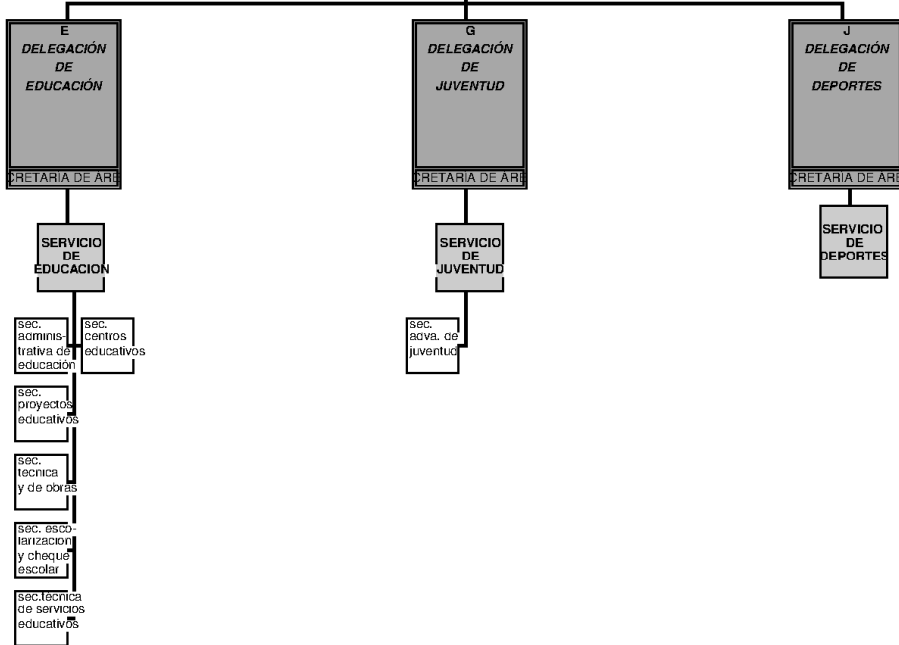 E
DELEGACIÓN
DE
EDUCACIÓN
CRETARIA DE ARE
SERVICIO
DE
EDUCACION
sec.
adminis-
trativa de
educación
sec.
centros
educativos
sec.
proyectos
educativos
sec.
tecnica
y de obras
sec. esco-
larizacion
y cheque
escolar
sec.tecnica
de servicios
educativos
G
DELEGACIÓN
DE
JUVENTUD
CRETARIA DE ARE
SERVICIO
DE
JUVENTUD
sec.
adva. de
juventud
J
DELEGACIÓN
DE
DEPORTES
CRETARIA DE ARE
SERVICIO
DE
DEPORTES